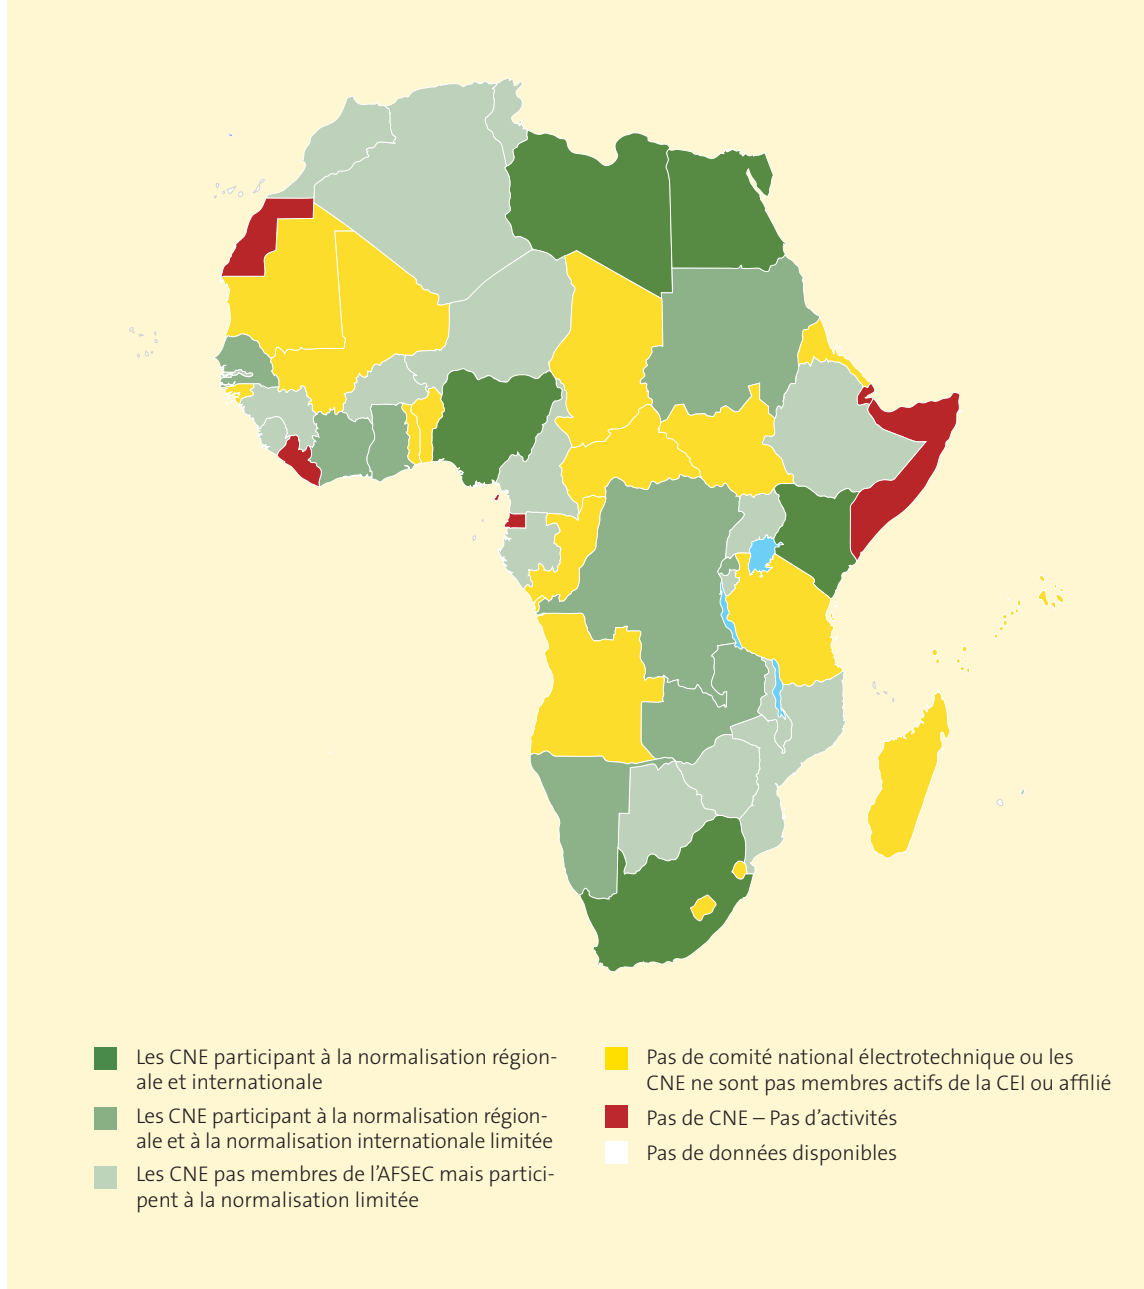 Les CNE participant à la normalisation région-
ale et internationale
Les CNE participant à la normalisation région-
ale et à la normalisation internationale limitée
Les CNE pas membres de l'AFSEC mais partici-
pent à la normalisation limitée
Pas de comité national électrotechnique ou les
CNE ne sont pas membres actifs de la CEI ou affilié
Pas de CNE – Pas d'activités
Pas de données disponibles